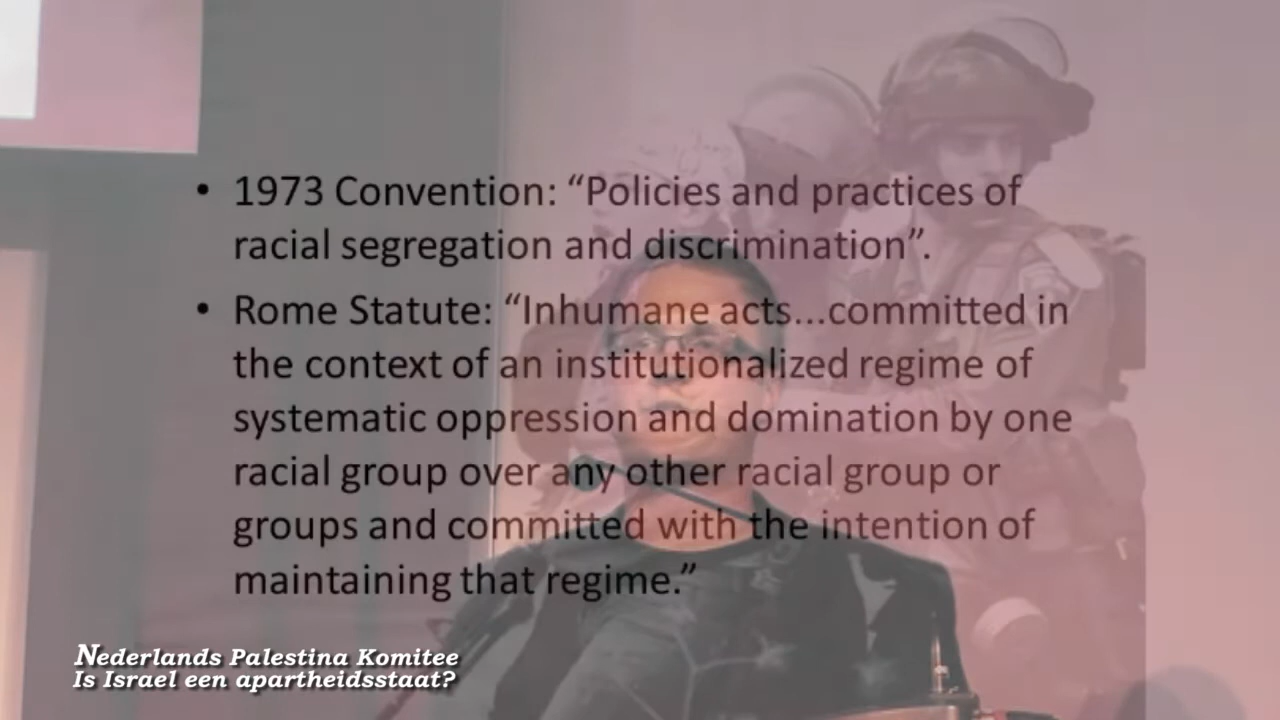 • 1973 Convention: “Policies and practices of
racial segregation and discrimination”.
• Rome Statute: “Inhumane acts...committed in
the context of an institutionalized regime of
systematic oppression and domination by one
racial group over any other racial group or
groups and committed with the intention of
maintaining that regime.”
Nederlands Palestina Komitee
Is Israel een apartheidsstaat?